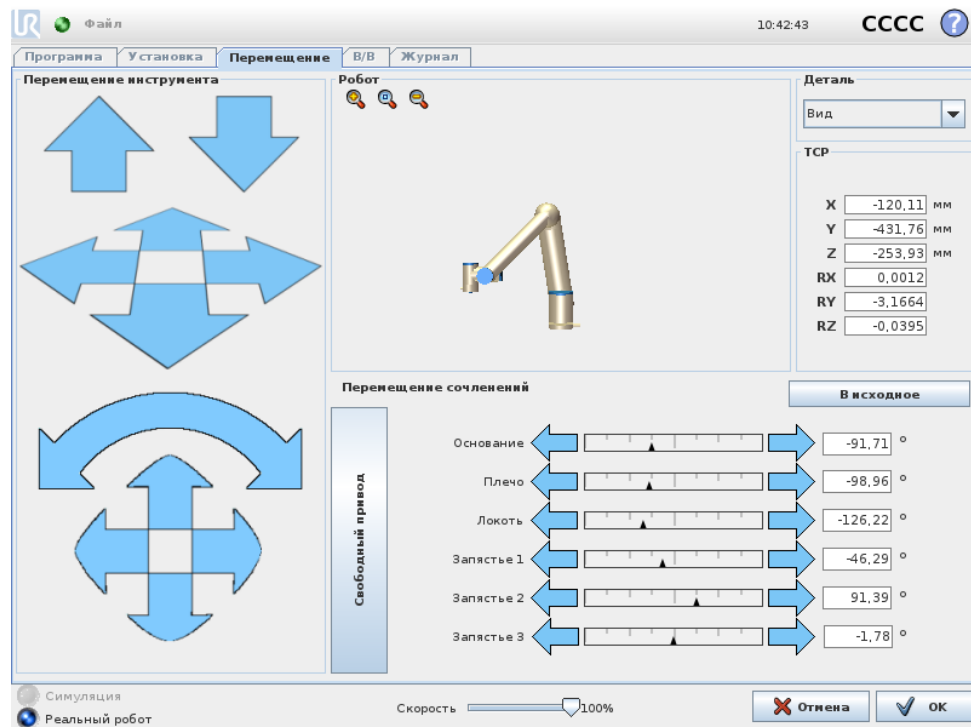 UR Файл 10:42:43 CCCC ?
Программа Установка Перемещение В/В Журнал
Перемещение инструмента
Робот
Деталь
Вид
TCP
X -120,11 мм
Y -431,76 мм
Z -253,93 мм
RX 0,0012
RY -3,1664
RZ -0,0395
Перемещение сочленений
В исходное
Свободный привод
Основание -91,71 °
Плечо -98,96 °
Локоть -126,22 °
Запястье 1 -46,29 °
Запястье 2 91,39 °
Запястье 3 -1,78 °
Симуляция
Реальный робот
Скорость 100%
Отмена
ОК